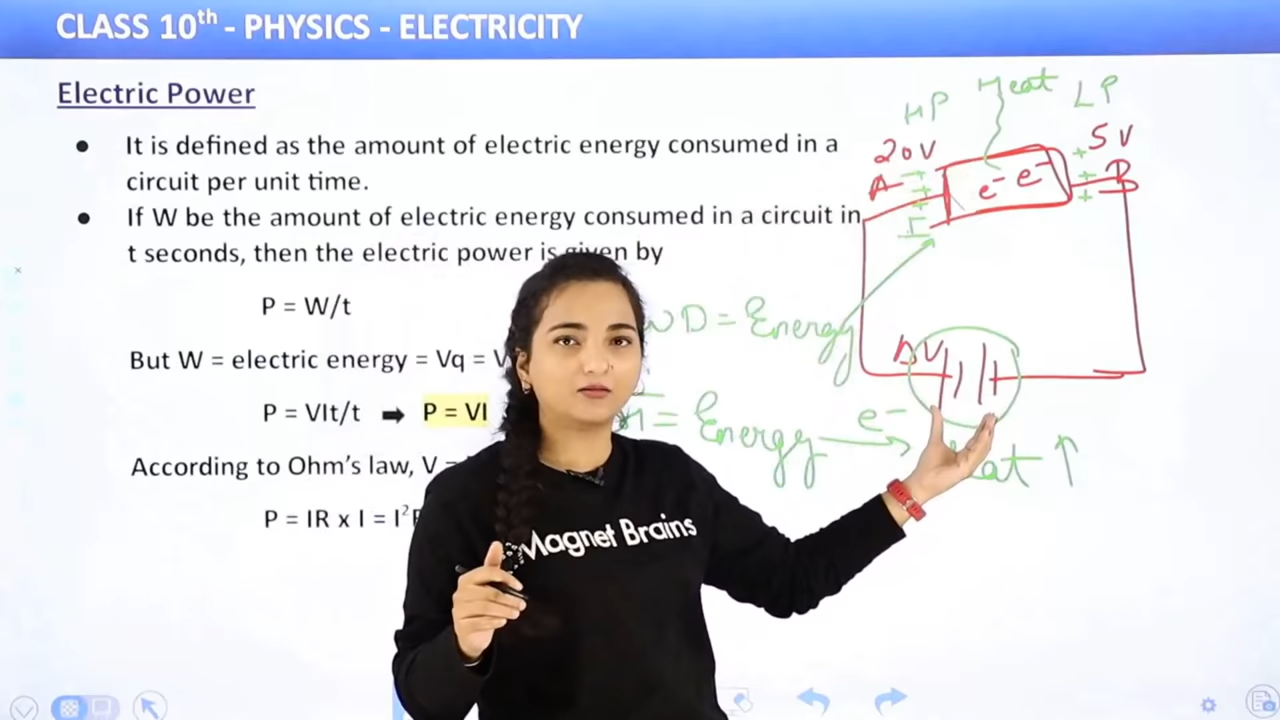 CLASS 10th - PHYSICS - ELECTRICITY
Electric Power
● It is defined as the amount of electric energy consumed in a
circuit per unit time.
● If W be the amount of electric energy consumed in a circuit in
t seconds, then the electric power is given by
P = W/t
But W = electric energy = Vq = V
P = VIt/t ➡ P = VI
According to Ohm's law, V =
P = IR x I = I²R
HP Heat LP
20V 5V
A + e⁻ e⁻ + B
+ +
+ +
I
WD = Energy
ΔV
= Energy → e⁻
Heat ↑
Magnet Brains